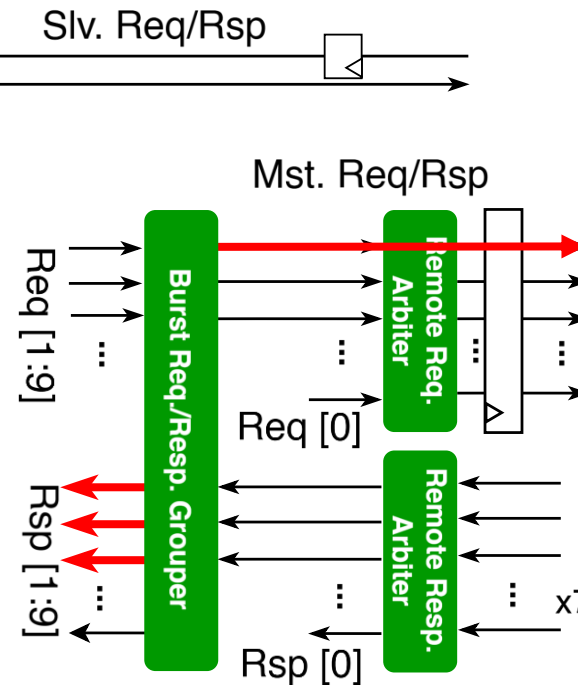 Slv. Req/Rsp
Mst. Req/Rsp
Req [1:9]
...
Burst Req./Resp. Grouper
...
Remote Req.
Arbiter
...
...
Req [0]
Rsp [1:9]
...
...
Remote Resp.
Arbiter
...
x7
Rsp [0]